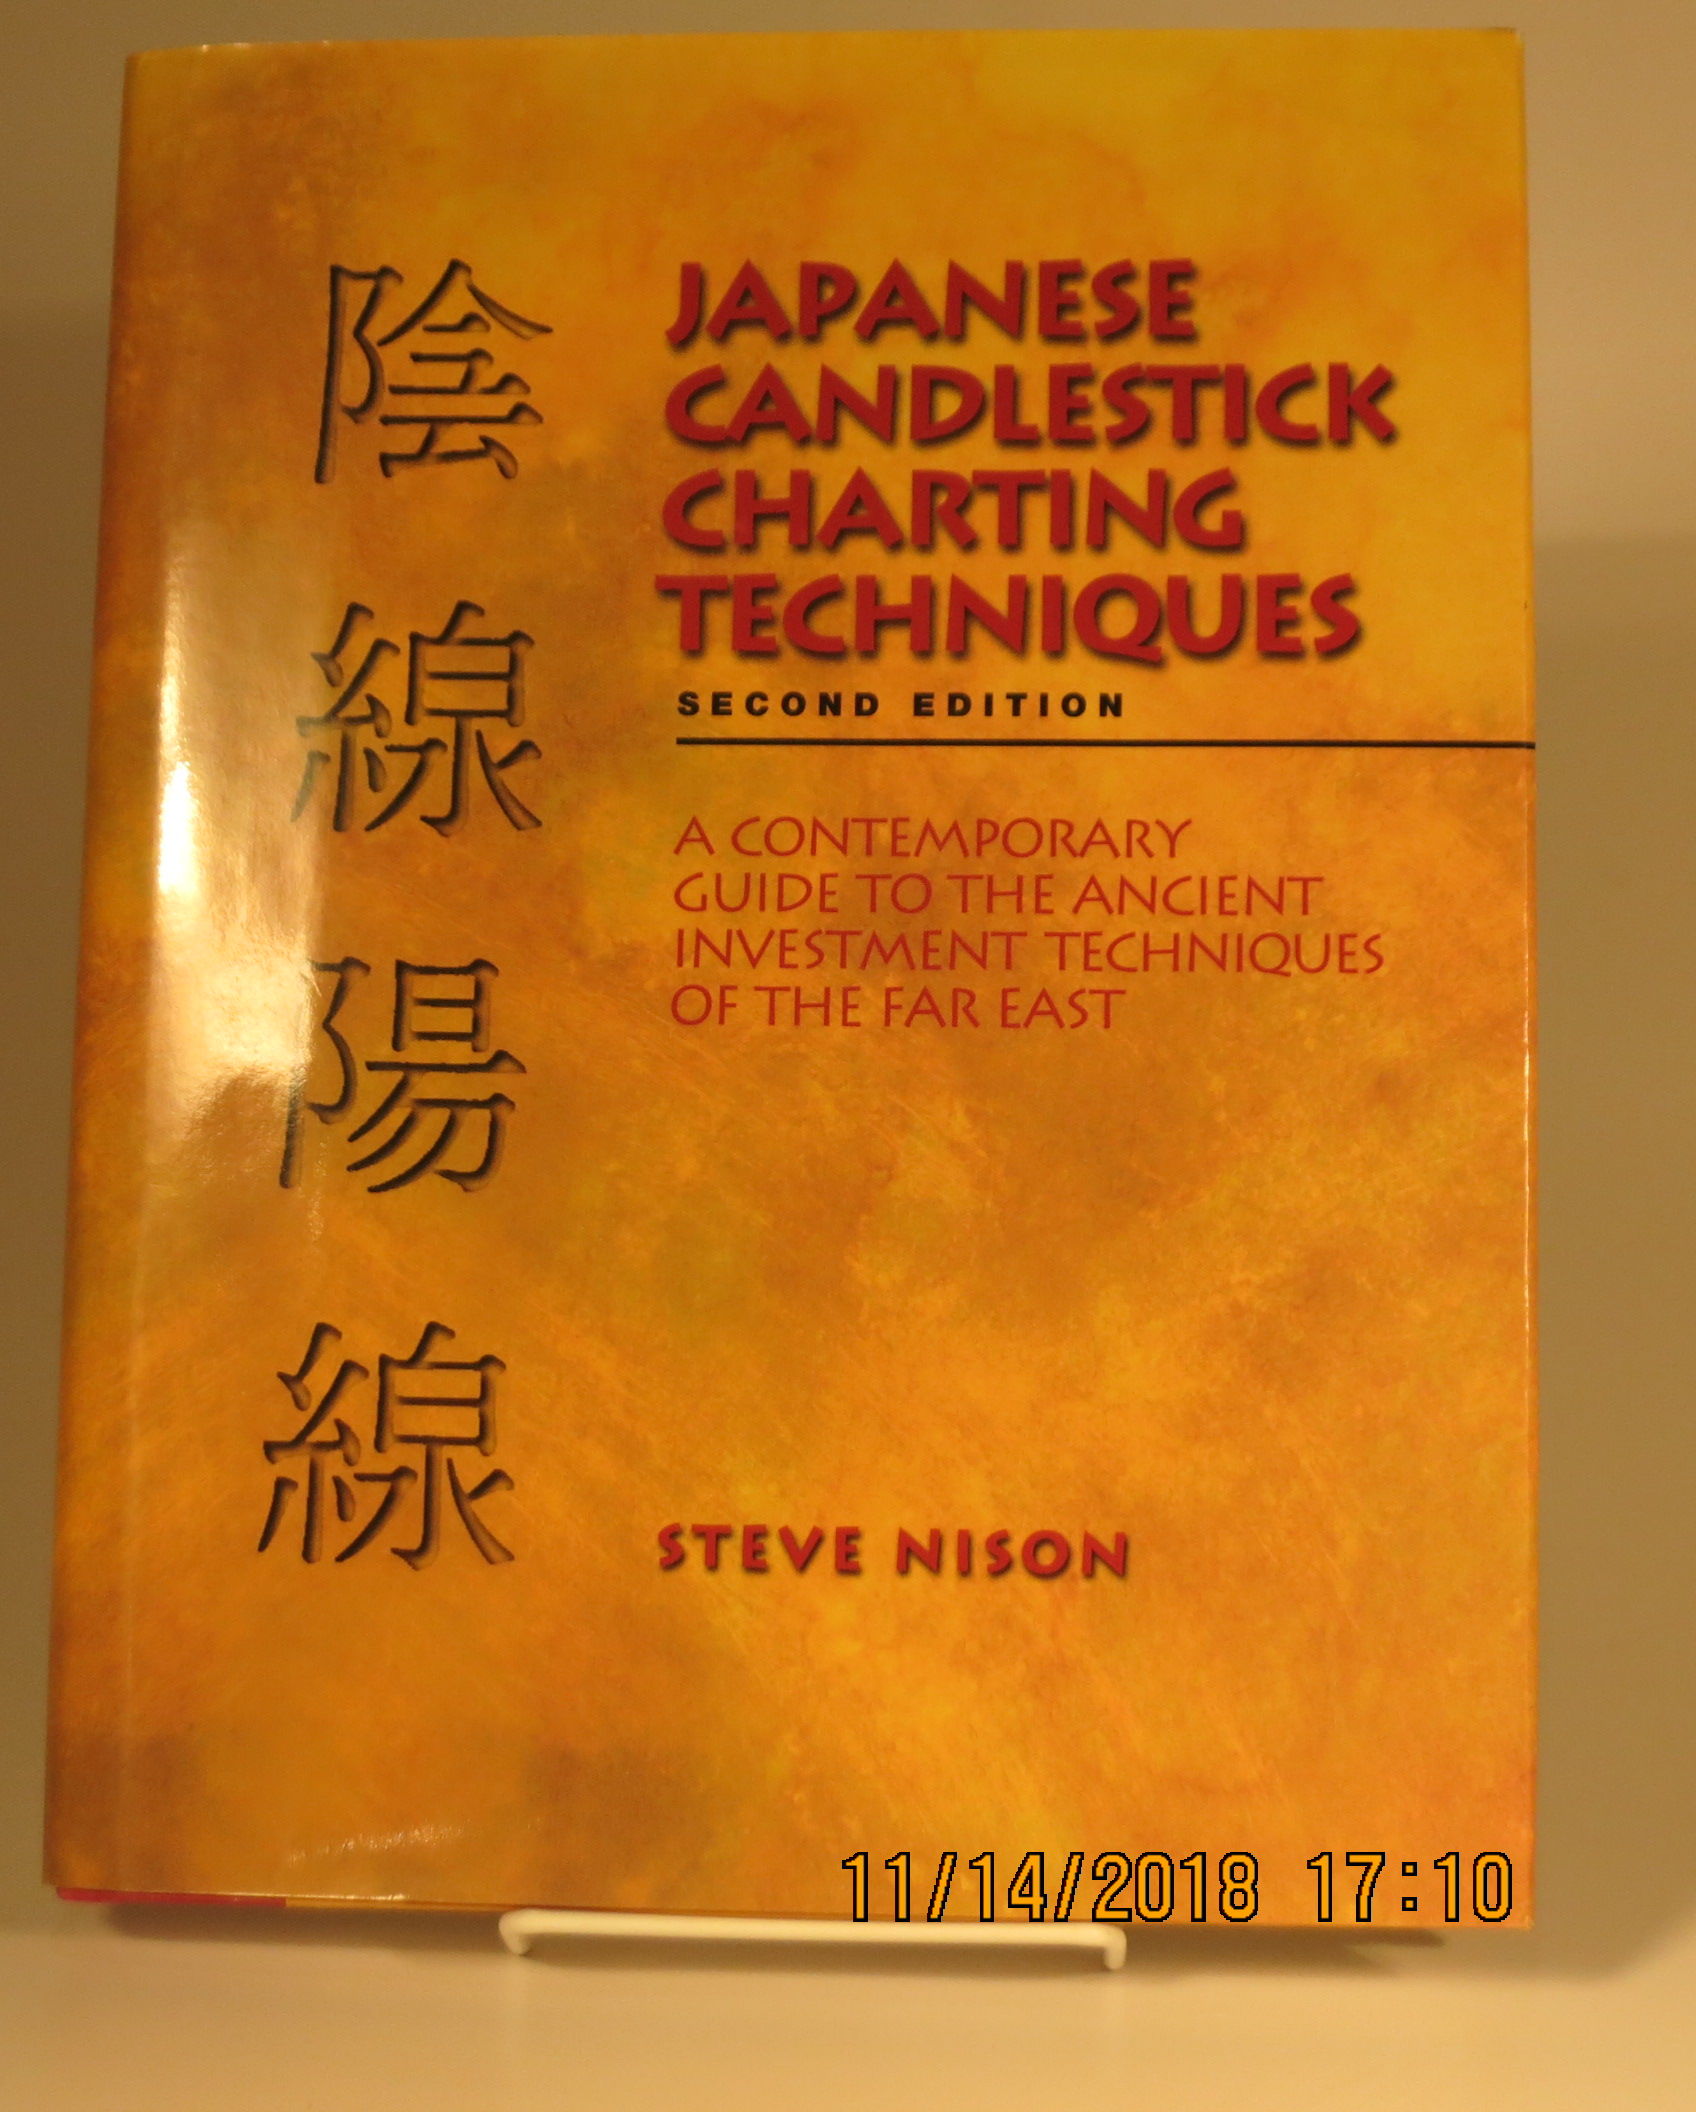 陰線陽線
JAPANESE
CANDLESTICK
CHARTING
TECHNIQUES
SECOND EDITION
A CONTEMPORARY
GUIDE TO THE ANCIENT
INVESTMENT TECHNIQUES
OF THE FAR EAST
STEVE NISON
11/14/2018 17:10